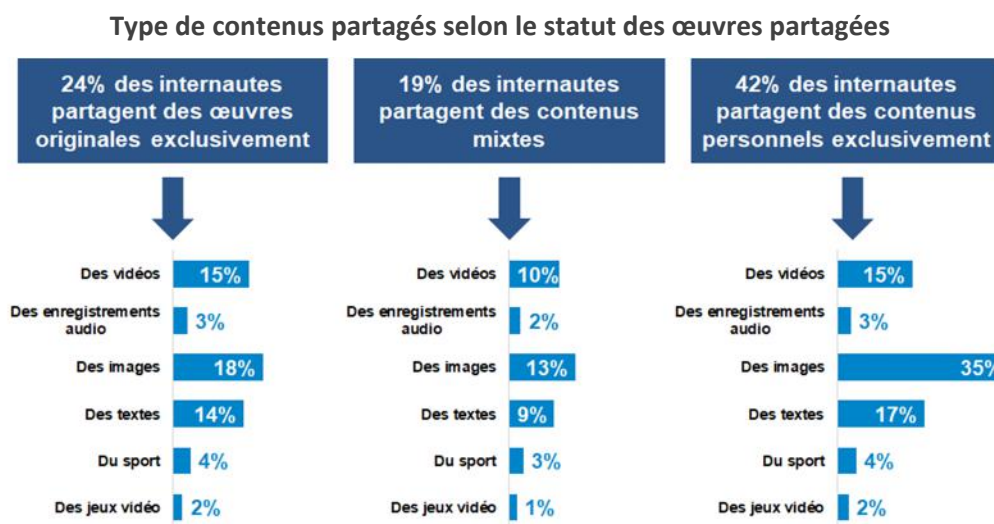 Type de contenus partagés selon le statut des œuvres partagées
24% des internautes
partagent des œuvres
originales exclusivement
19% des internautes
partagent des contenus
mixtes
42% des internautes
partagent des contenus
personnels exclusivement
Des vidéos 15%
Des enregistrements
audio 3%
Des images 18%
Des textes 14%
Du sport 4%
Des jeux vidéo 2%
Des vidéos 10%
Des enregistrements
audio 2%
Des images 13%
Des textes 9%
Du sport 3%
Des jeux vidéo 1%
Des vidéos 15%
Des enregistrements
audio 3%
Des images 35%
Des textes 17%
Du sport 4%
Des jeux vidéo 2%